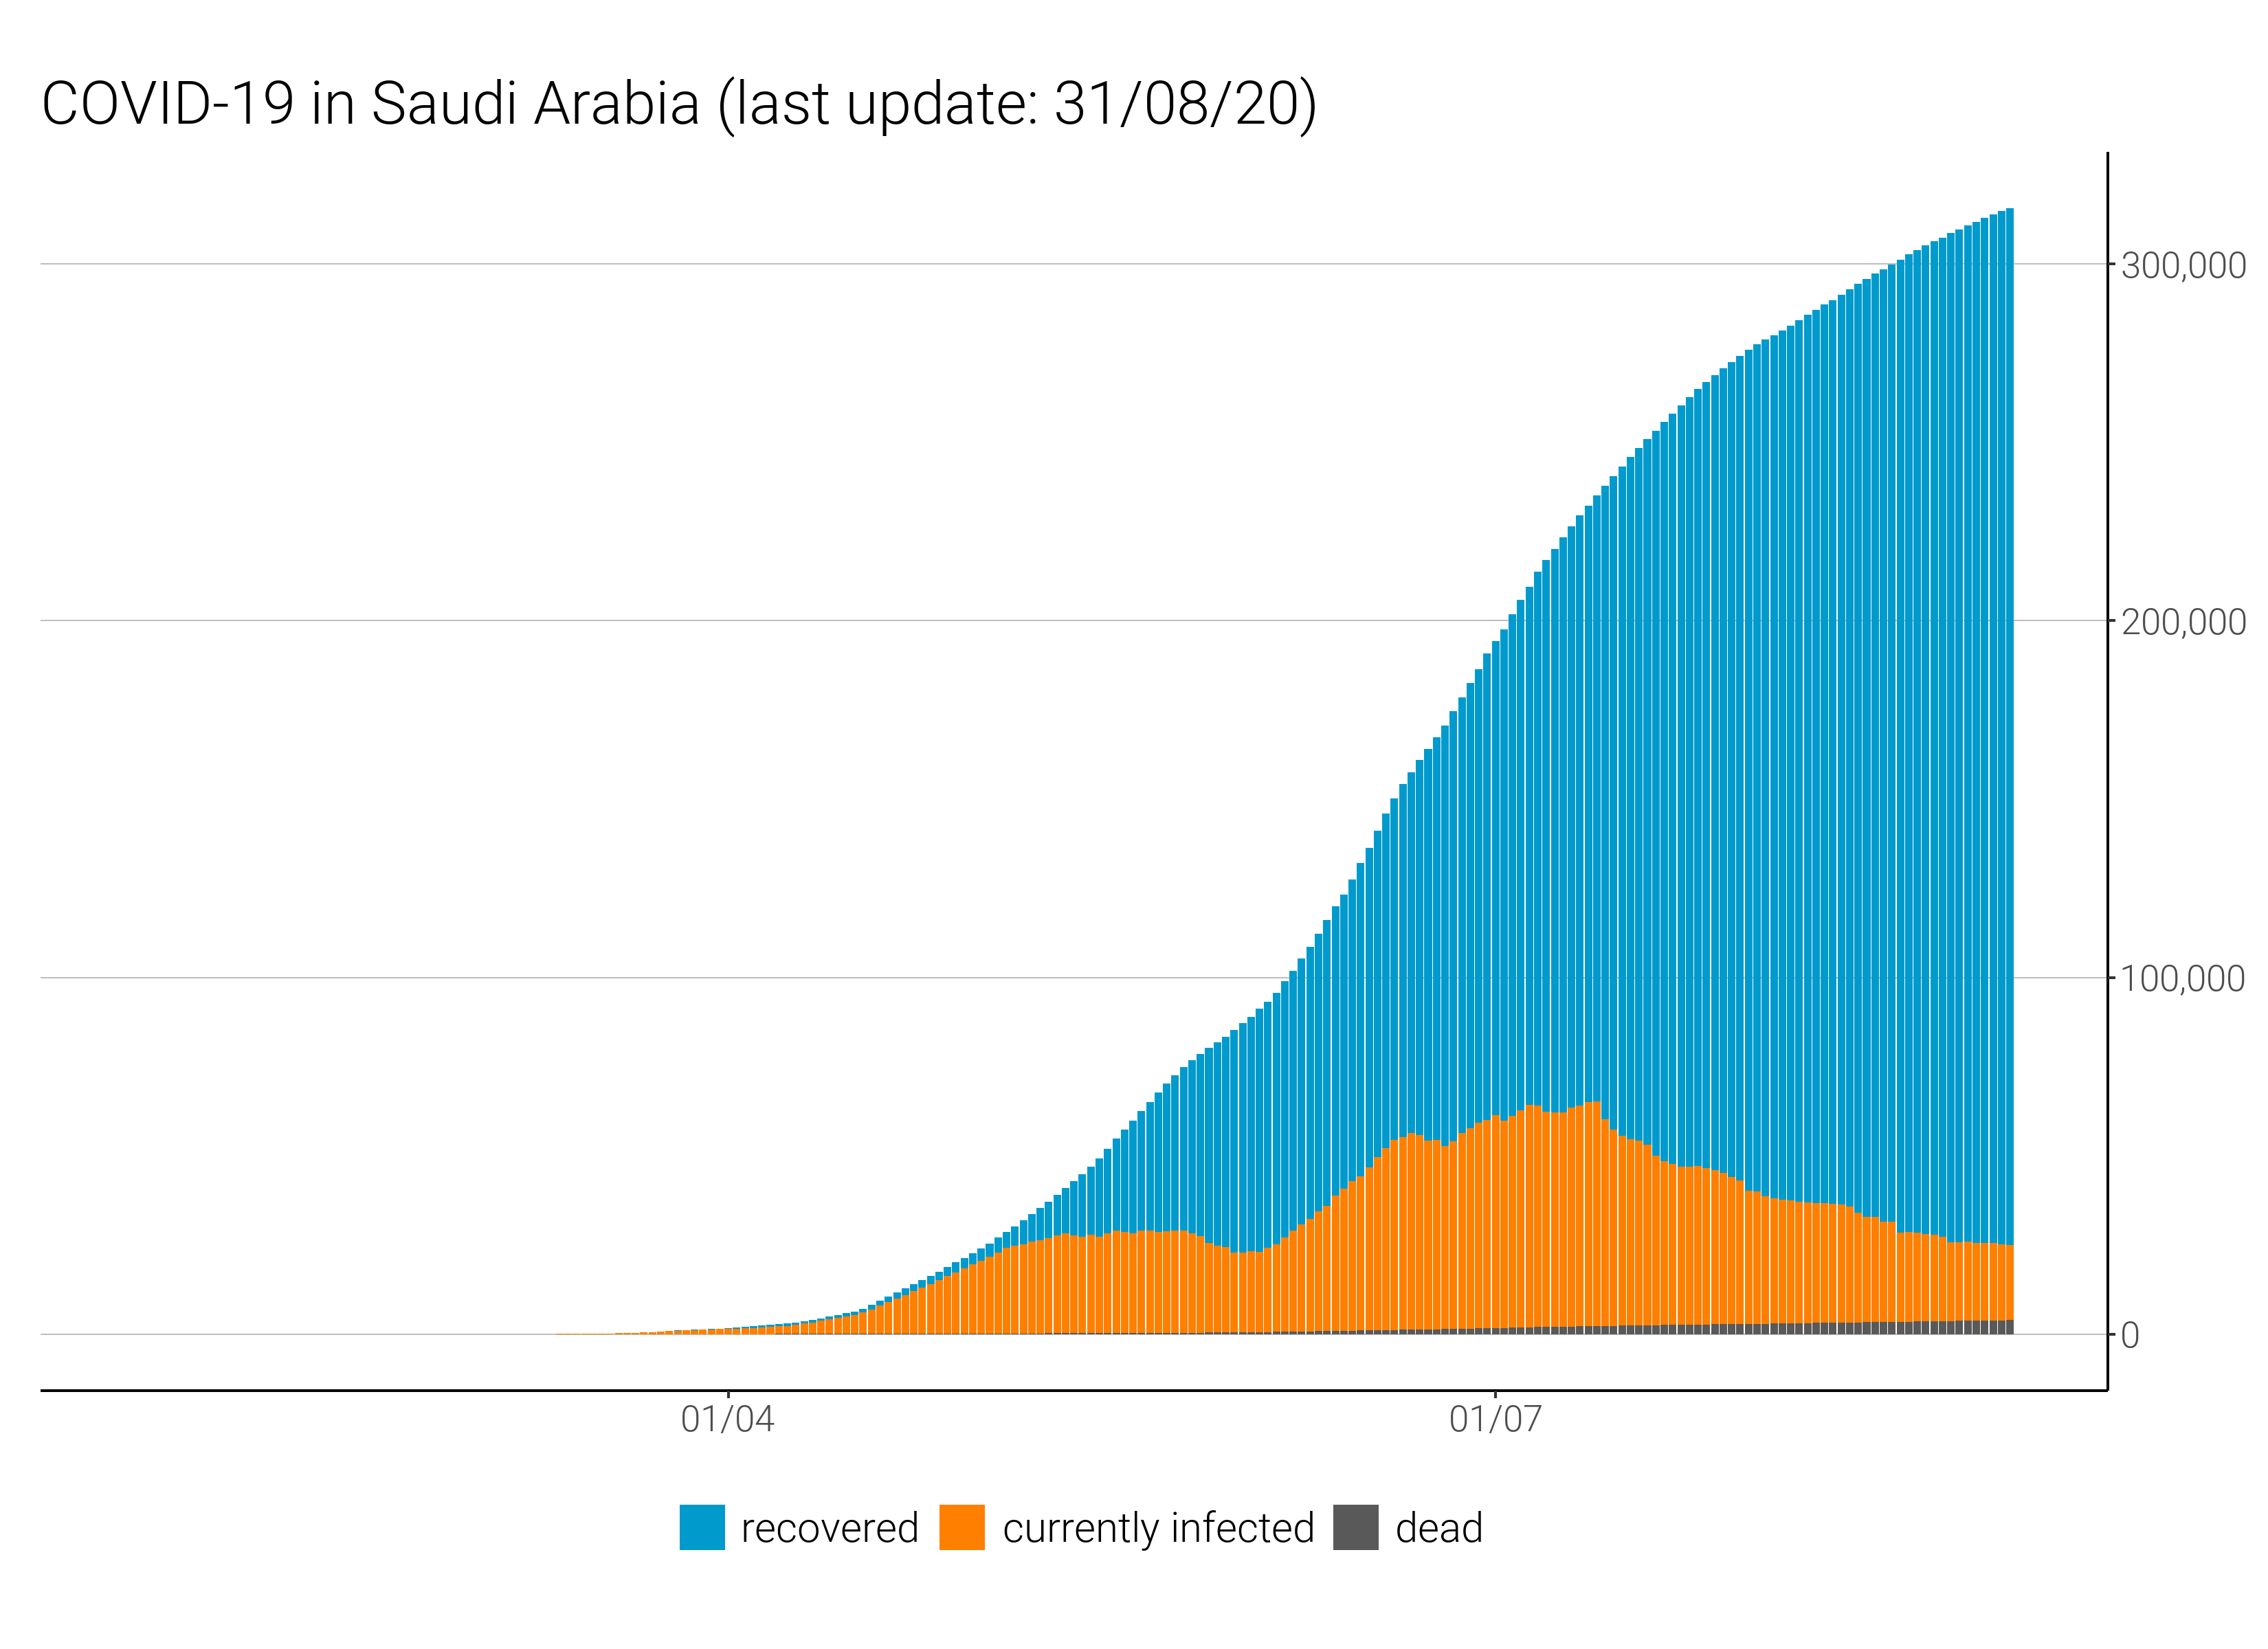 COVID-19 in Saudi Arabia (last update: 31/08/20)
300,000
200,000
100,000
0
01/04 01/07
recovered currently infected dead